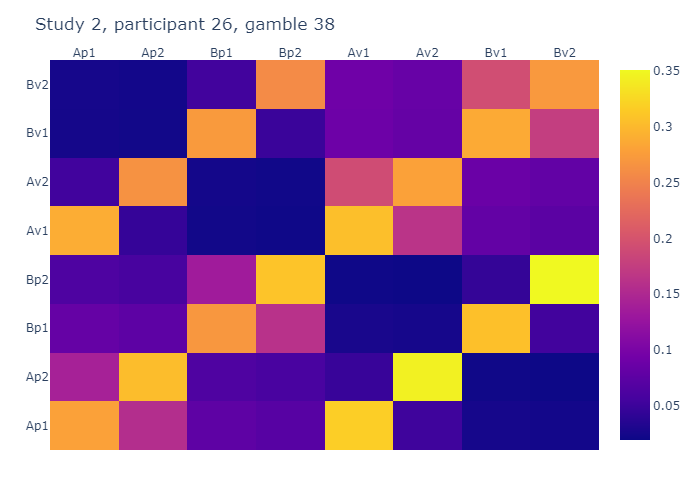 Study 2, participant 26, gamble 38
Ap1 Ap2 Bp1 Bp2 Av1 Av2 Bv1 Bv2
Bv2
Bv1
Av2
Av1
Bp2
Bp1
Ap2
Ap1
0.35
0.3
0.25
0.2
0.15
0.1
0.05